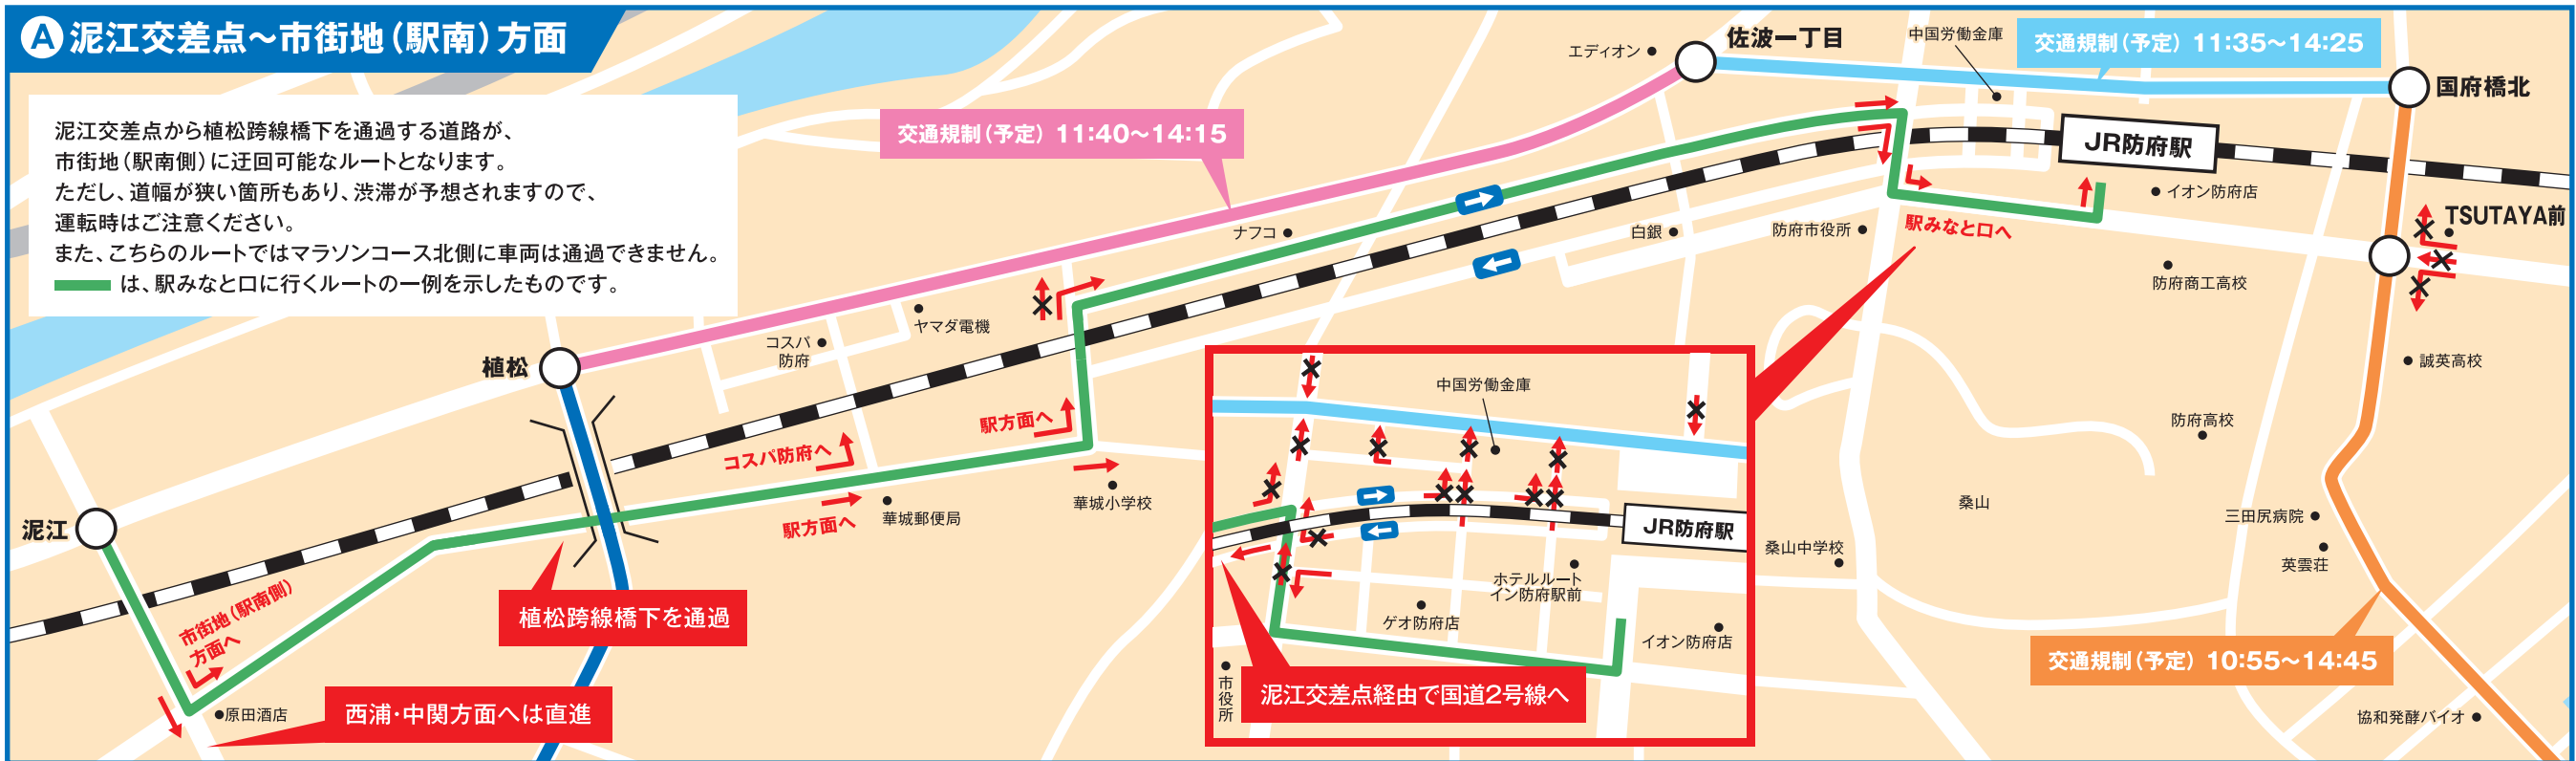 A 泥江交差点～市街地（駅南）方面
泥江交差点から植松跨線橋下を通過する道路が、
市街地（駅南側）に迂回可能なルートとなります。
ただし、道幅が狭い箇所もあり、渋滞が予想されますので、
運転時はご注意ください。
また、こちらのルートではマラソンコース北側に車両は通過できません。
は、駅みなと口に行くルートの一例を示したものです。
交通規制（予定）11:40～14:15
エディオン
佐波一丁目
中国労働金庫
交通規制（予定）11:35～14:25
国府橋北
JR防府駅
イオン防府店
TSUTAYA前
ナフコ
白銀
防府市役所
駅みなと口へ
防府商工高校
ヤマダ電機
コスパ
防府
植松
誠英高校
防府高校
駅方面へ
コスパ防府へ
駅方面へ
華城郵便局
華城小学校
泥江
市街地（駅南側）
方面へ
植松跨線橋下を通過
原田酒店
西浦・中関方面へは直進
中国労働金庫
JR防府駅
ホテルルート
イン防府駅前
ゲオ防府店
イオン防府店
市役所
泥江交差点経由で国道2号線へ
桑山
桑山中学校
三田尻病院
英雲荘
交通規制（予定）10:55～14:45
協和発酵バイオ